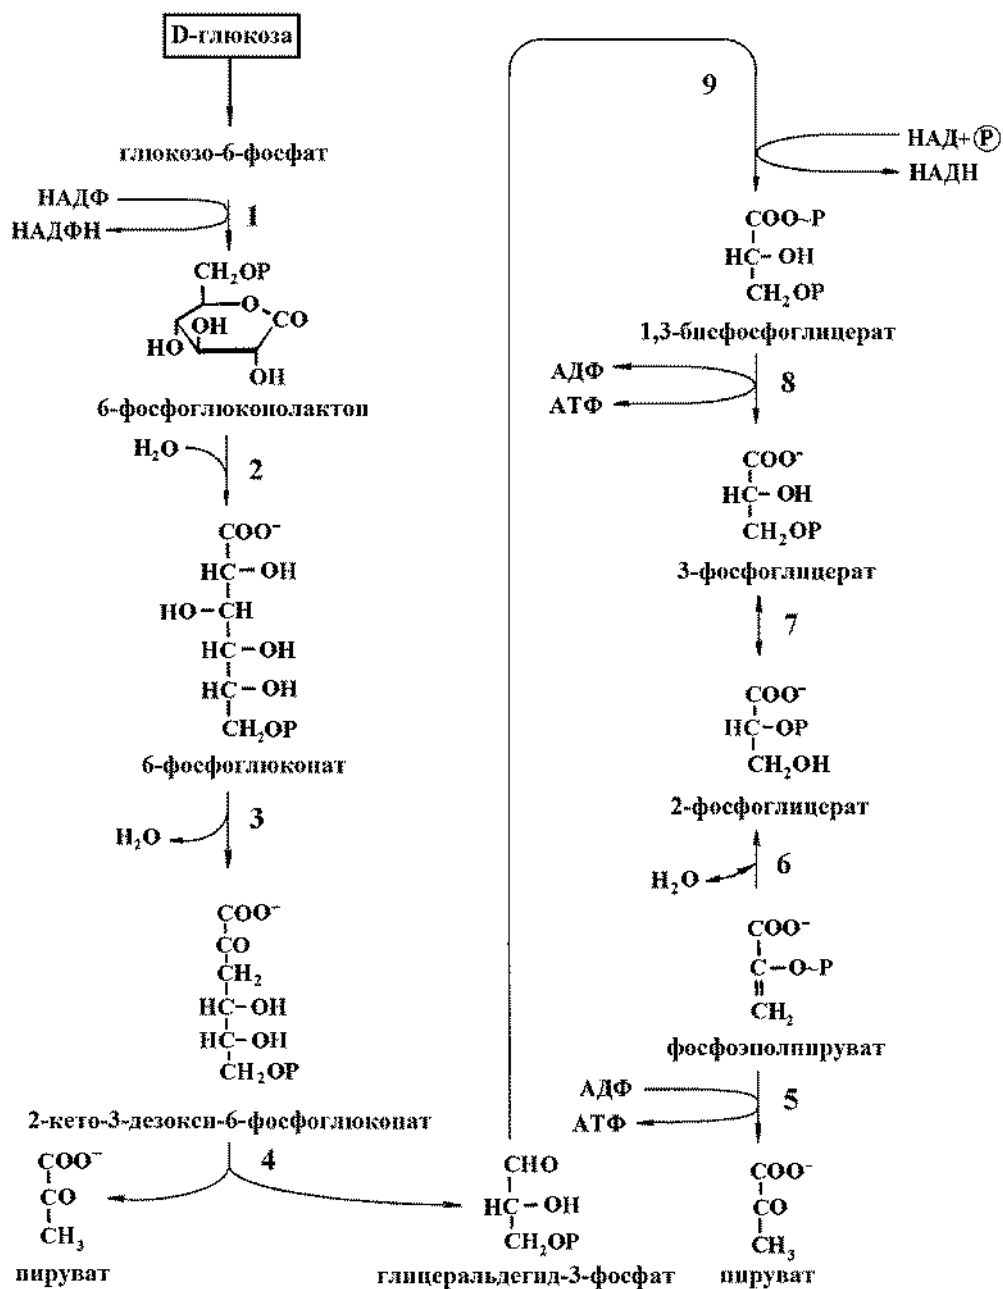 D-глюкоза
глюкозо-6-фосфат
НАДФ
НАДФН
1
CH₂OP
O
CO
OH
HO
OH
6-фосфоглюконолактон
H₂O
2
COO⁻
HC – OH
HO – CH
HC – OH
HC – OH
CH₂OP
6-фосфоглюконат
3
H₂O
COO⁻
CO
CH₂
HC – OH
HC – OH
CH₂OP
2-кето-3-дезокси-6-фосфоглюконат
4
COO⁻
CO
CH₃
пируват
CHO
HC – OH
CH₂OP
глицеральдегид-3-фосфат
9
НАД+ P
НАДН
COO~P
HC – OH
CH₂OP
1,3-бисфосфоглицерат
АДФ
АТФ
8
COO⁻
HC – OH
CH₂OP
3-фосфоглицерат
7
COO⁻
HC – OP
CH₂OH
2-фосфоглицерат
6
H₂O
COO⁻
C – O~P
CH₂
фосфоэнолпируват
АДФ
АТФ
5
COO⁻
CO
CH₃
пируват